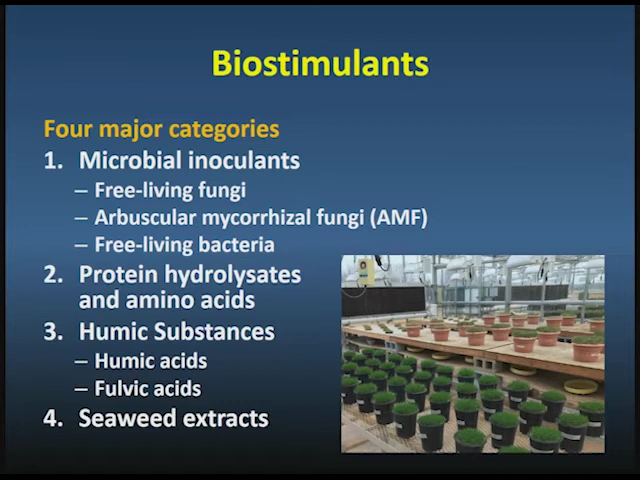 Biostimulants
Four major categories
1. Microbial inoculants
– Free-living fungi
– Arbuscular mycorrhizal fungi (AMF)
– Free-living bacteria
2. Protein hydrolysates
and amino acids
3. Humic Substances
– Humic acids
– Fulvic acids
4. Seaweed extracts